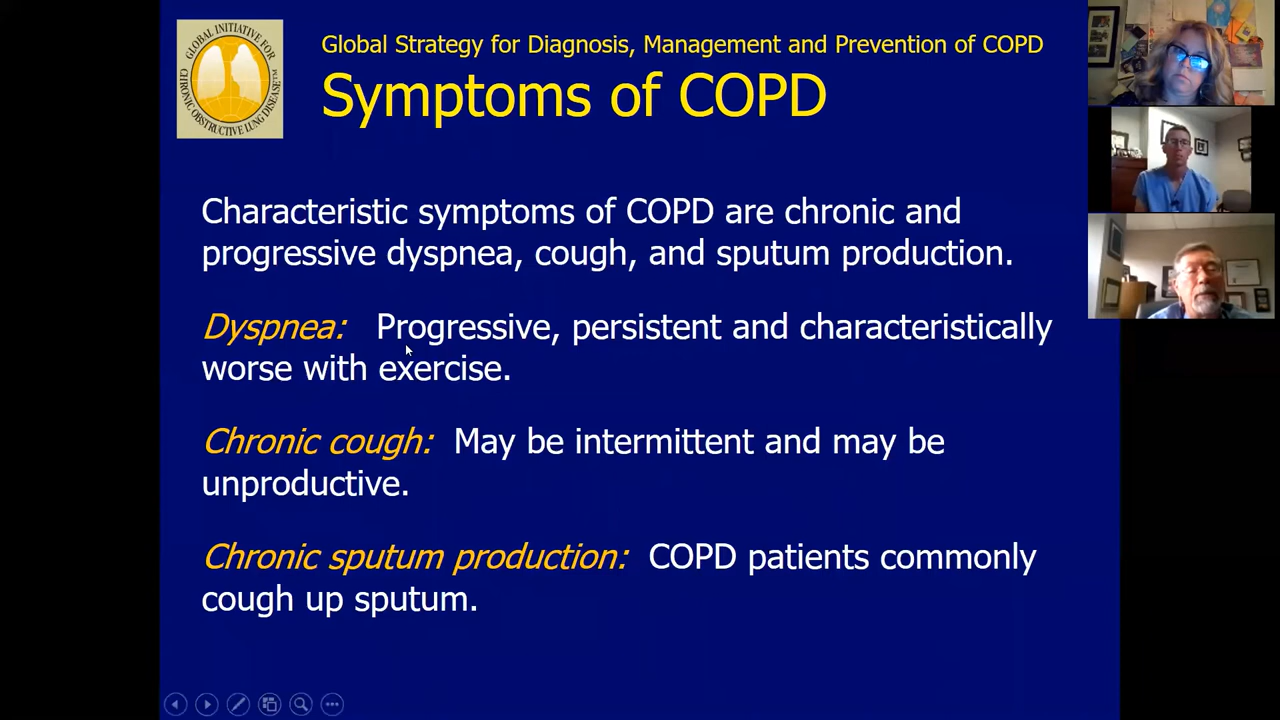 GLOBAL INITIATIVE FOR
CHRONIC OBSTRUCTIVE LUNG DISEASE
Global Strategy for Diagnosis, Management and Prevention of COPD
Symptoms of COPD
Characteristic symptoms of COPD are chronic and
progressive dyspnea, cough, and sputum production.
Dyspnea: Progressive, persistent and characteristically
worse with exercise.
Chronic cough: May be intermittent and may be
unproductive.
Chronic sputum production: COPD patients commonly
cough up sputum.